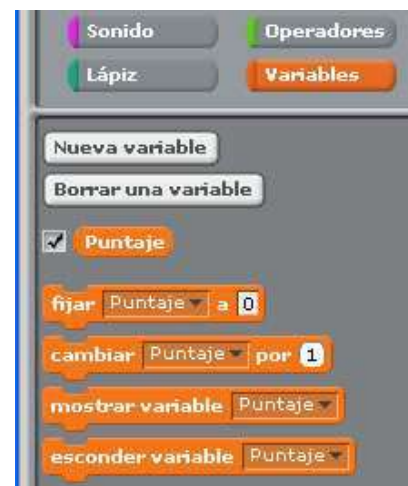 Sonido Operadores
Lápiz Variables
Nueva variable
Borrar una variable
Puntaje
fijar Puntaje a 0
cambiar Puntaje por 1
mostrar variable Puntaje
esconder variable Puntaje